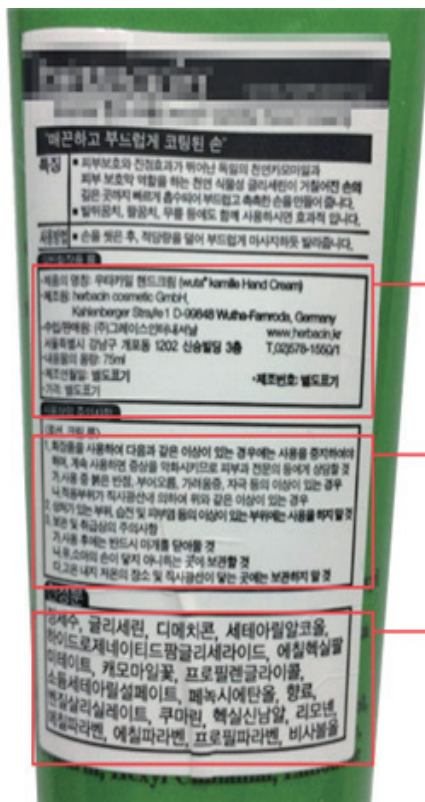 "매끈하고 부드럽게 코팅된 손"
특징
▪ 피부보호와 진정효과가 뛰어난 독일의 천연카모마일과
피부 보호막 역할을 하는 천연 식물성 글리세린이 거칠어진 손의
깊은 곳까지 빠르게 흡수되어 부드럽고 촉촉한 손을 만들어 줍니다.
▪ 발뒤꿈치, 팔꿈치, 무릎 등에도 함께 사용하시면 효과적 입니다.
사용방법 ▪ 손을 씻은 후, 적당량을 덜어 부드럽게 마사지하듯 발라줍니다.
·제품의 명칭: 우타카밀 핸드크림 (wuta® kamille Hand Cream)
·제조원: herbacin cosmetic GmbH,
Kahlenberger Straße1 D-99848 Wutha-Farnroda, Germany
·수입/판매원: (주)그레이스인터내셔날 www.herbacin.kr
서울특별시 강남구 개포동 1202 신승빌딩 3층 T.02)578-1550/1
·내용물의 용량: 75ml
·제조연월일: 별도표기 ·제조번호: 별도표기
·가격: 별도표기
사용상의 주의사항
1. 화장품을 사용하여 다음과 같은 이상이 있는 경우에는 사용을 중지하여야
하며, 계속 사용하면 증상을 악화시키므로 피부과 전문의 등에게 상담할 것
가.사용 중 붉은 반점, 부어오름, 가려움증, 자극 등의 이상이 있는 경우
나.적용부위가 직사광선에 의하여 위와 같은 이상이 있는 경우
2. 상처가 있는 부위, 습진 및 피부염 등의 이상이 있는 부위에는 사용을 하지 말 것
3. 보관 및 취급상의 주의사항
가.사용 후에는 반드시 마개를 닫아둘 것
나.유.소아의 손이 닿지 아니하는 곳에 보관할 것
다.고온 내지 저온의 장소 및 직사광선이 닿는 곳에는 보관하지 말 것
정제수, 글리세린, 디메치콘, 세테아릴알코올,
하이드로제네이티드팜글리세라이드, 에칠헥실팔
미테이트, 캐모마일꽃, 프로필렌글라이콜,
소듐세테아릴설페이트, 페녹시에탄올, 향료,
벤질살리실레이트, 쿠마린, 헥실신남알, 리모넨,
메칠파라벤, 에칠파라벤, 프로필파라벤, 비사볼올